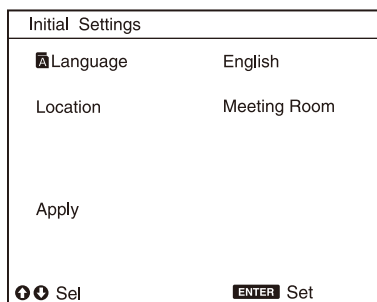 Initial Settings
A Language English
Location Meeting Room
Apply
Sel ENTER Set